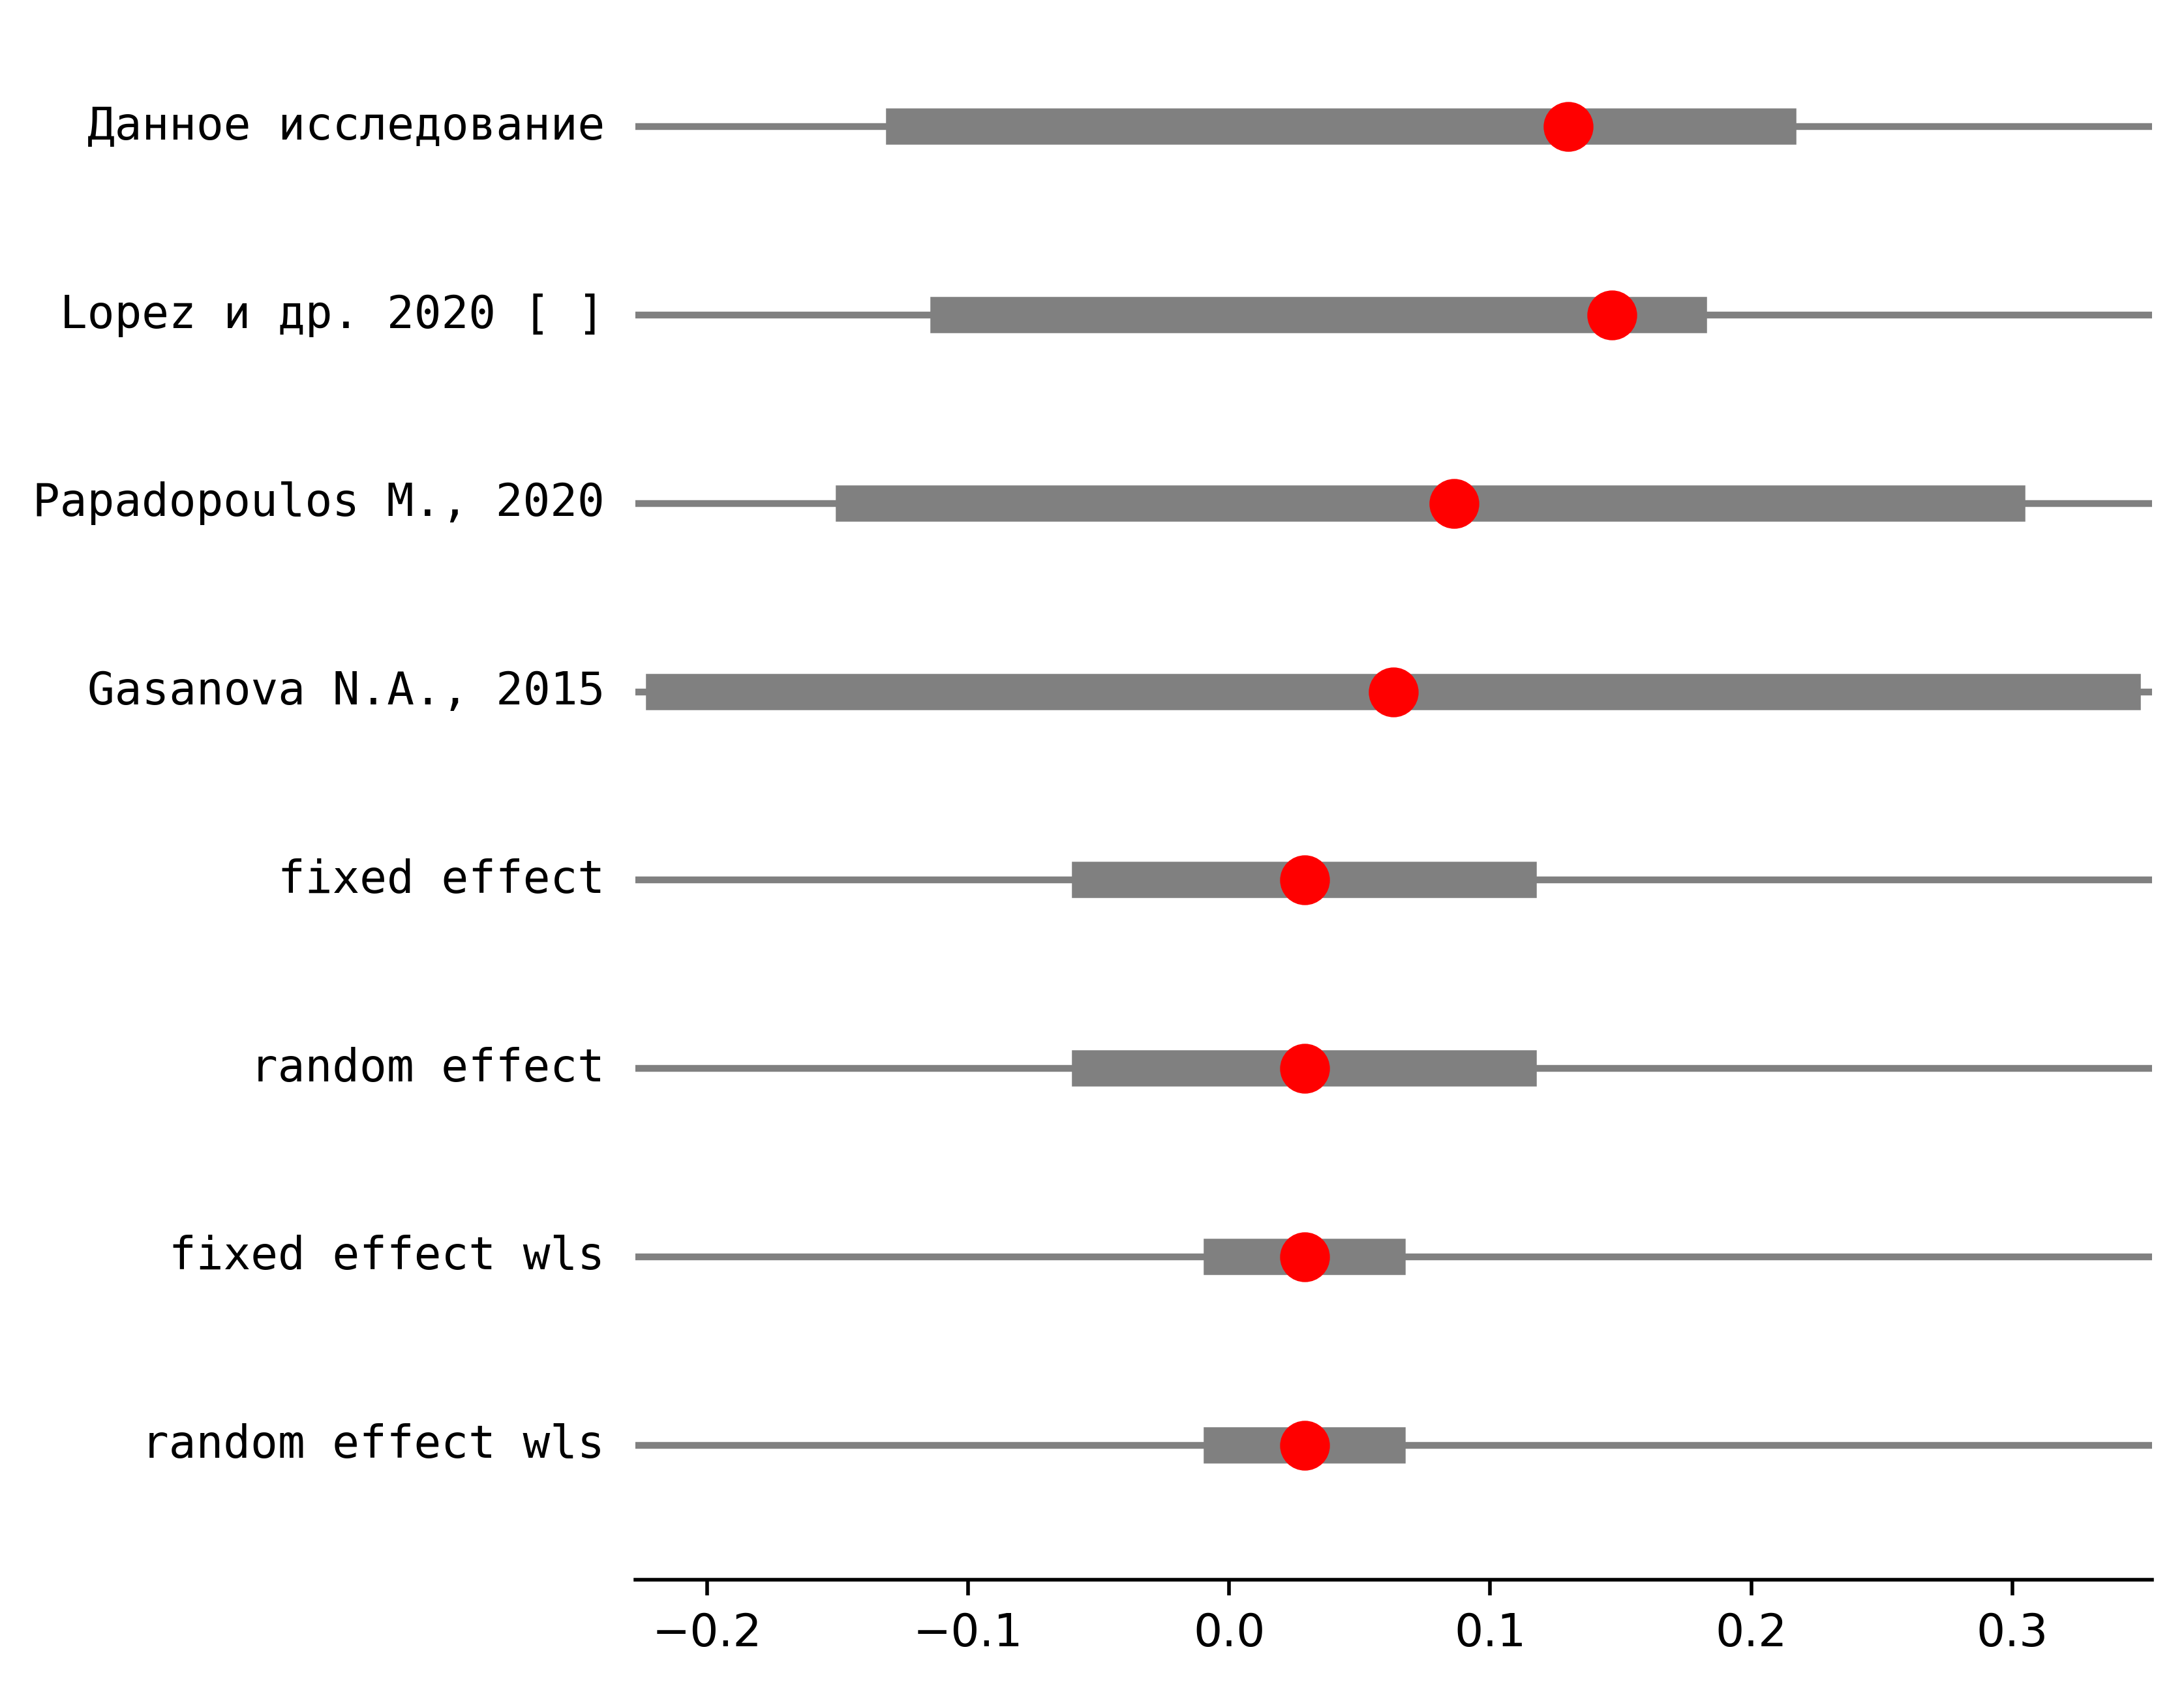 Данное исследование
Lopez и др. 2020 [ ]
Papadopoulos M., 2020
Gasanova N.A., 2015
fixed effect
random effect
fixed effect wls
random effect wls
−0.2 −0.1 0.0 0.1 0.2 0.3